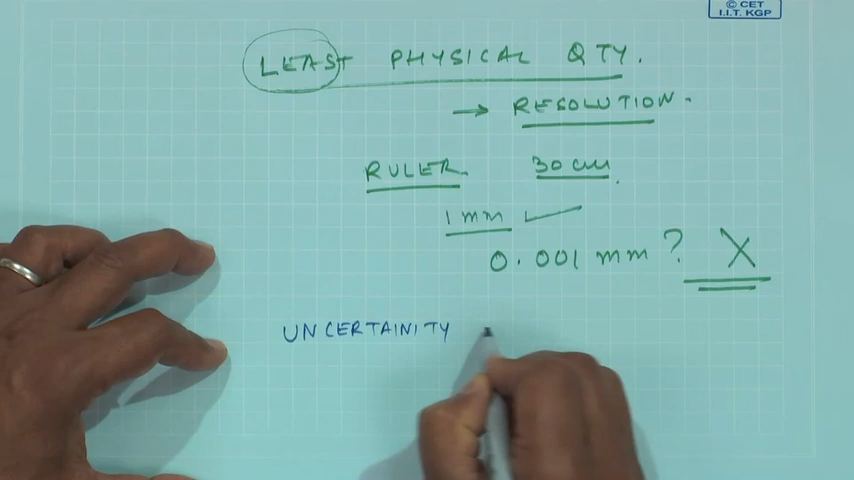 © CET
I.I.T. KGP
LEAST PHYSICAL QTY.
→ RESOLUTION.
RULER 30 cm.
1 mm ✓
0.001 mm ? X
UNCERTAINITY